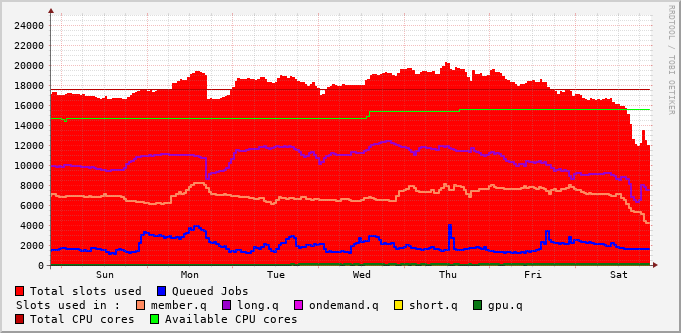 RRDTOOL / TOBI OETIKER
24000
22000
20000
18000
16000
14000
12000
10000
8000
6000
4000
2000
0
Sun Mon Tue Wed Thu Fri Sat
Total slots used Queued Jobs
Slots used in : member.q long.q ondemand.q short.q gpu.q
Total CPU cores Available CPU cores